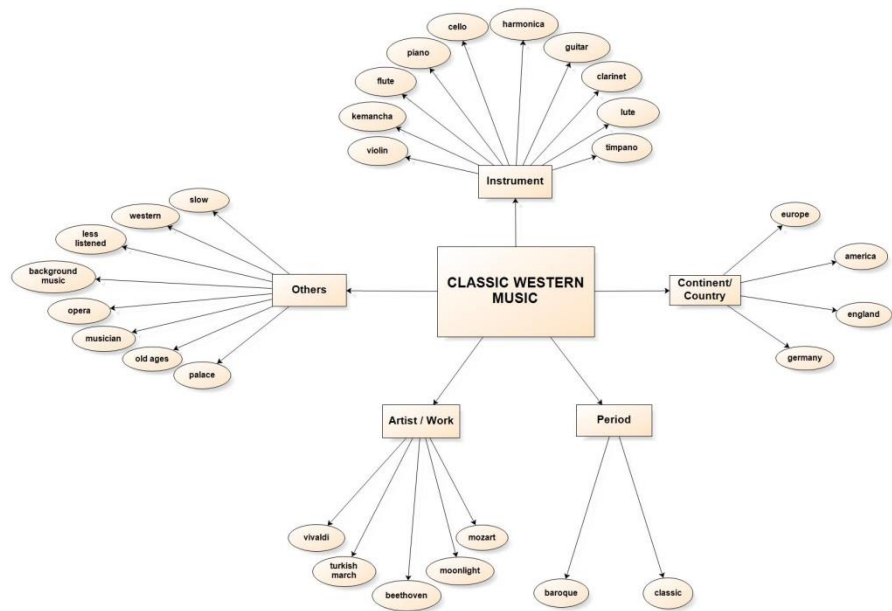 cello
harmonica
piano
guitar
flute
clarinet
kemancha
lute
violin
timpano
Instrument
slow
western
less
listened
background
music
opera
musician
old ages
palace
Others
CLASSIC WESTERN
MUSIC
Continent/
Country
europe
america
england
germany
Artist / Work
vivaldi
turkish
march
beethoven
moonlight
mozart
Period
baroque
classic